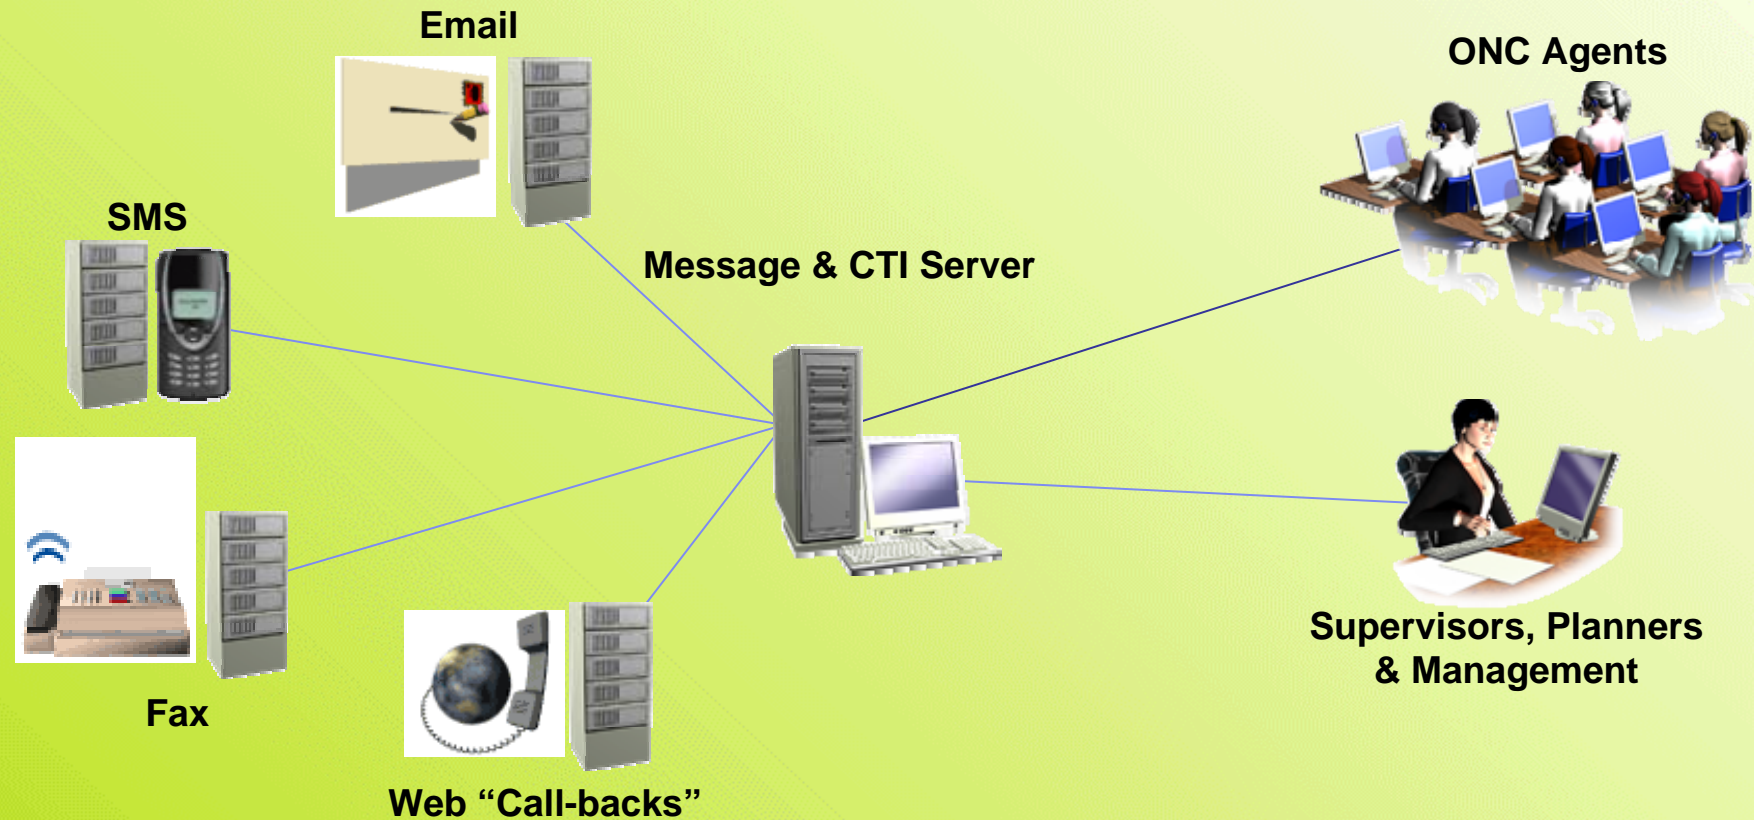 Email
ONC Agents
SMS
Message & CTI Server
Supervisors, Planners
& Management
Fax
Web “Call-backs”